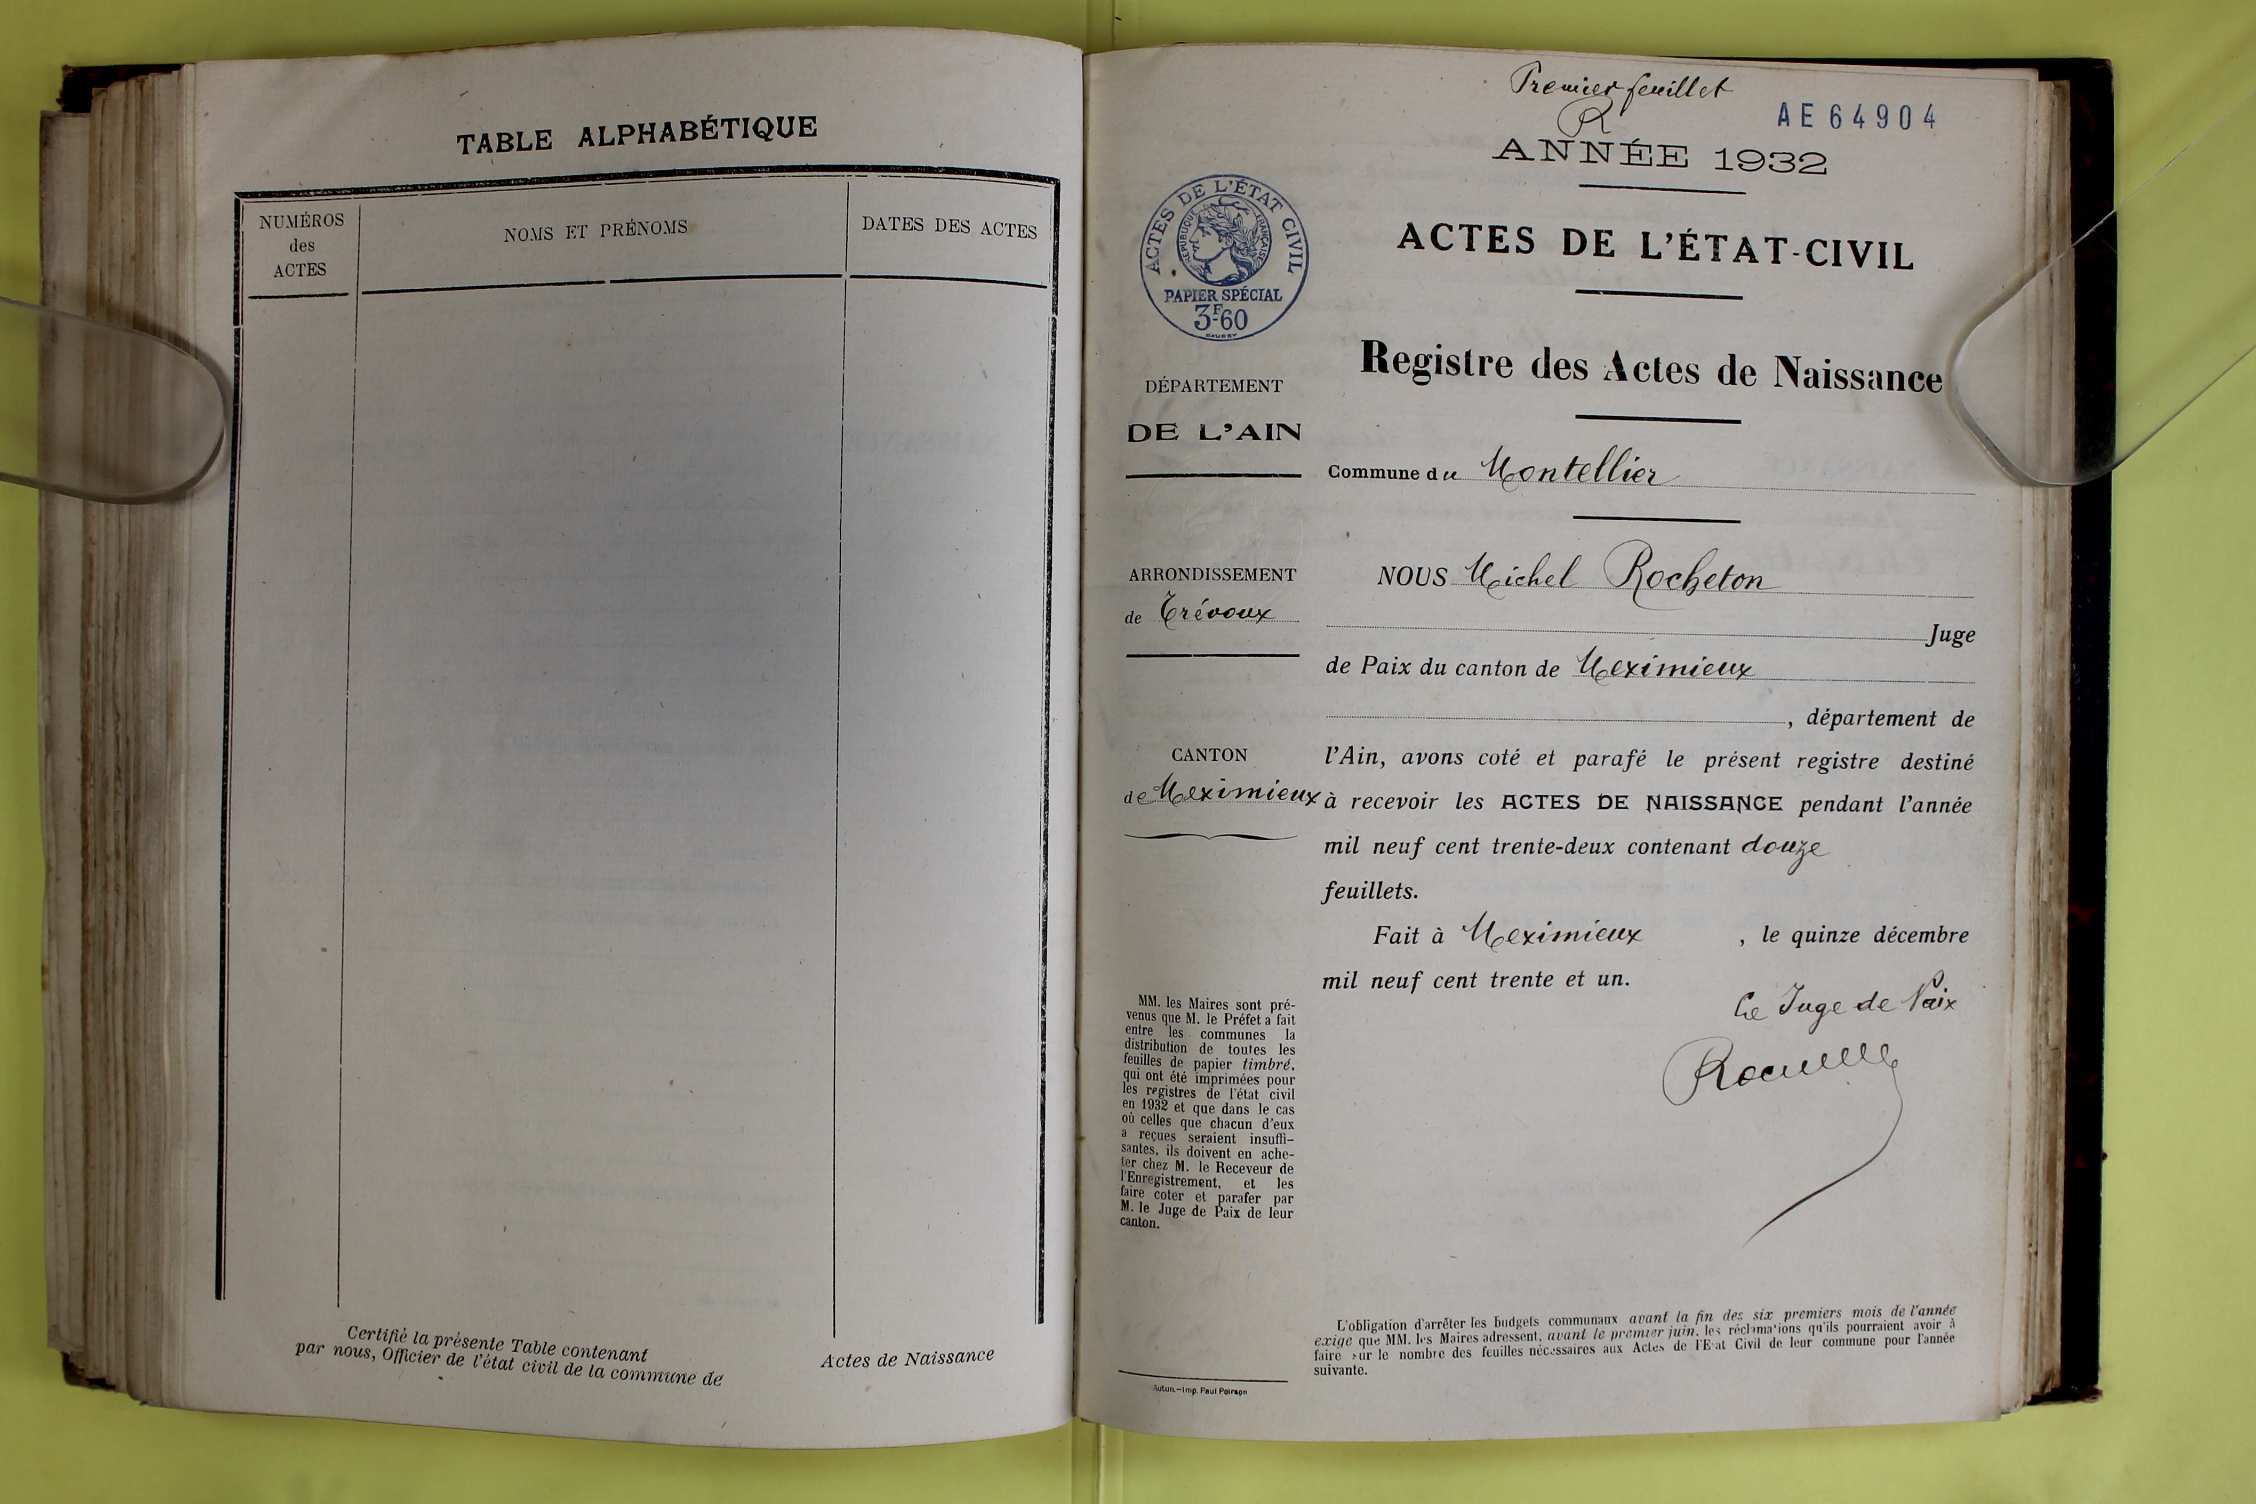 TABLE ALPHABÉTIQUE
NUMÉROS
des
ACTES
NOMS ET PRÉNOMS
DATES DES ACTES
Certifié la présente Table contenant
Actes de Naissance
par nous, Officier de l'état civil de la commune de
Premier feuillet
R
AE64904
ANNÉE 1932
ACTES DE L'ÉTAT CIVIL
RÉPUBLIQUE FRANÇAISE
PAPIER SPÉCIAL
3F60
ACTES DE L'ÉTAT-CIVIL
Registre des Actes de Naissance
DÉPARTEMENT
DE L'AIN
Commune du Montellier
ARRONDISSEMENT
de Trévoux
CANTON
de Meximieux
MM. les Maires sont pré-
venus que M. le Préfet a fait
entre les communes la
distribution de toutes les
feuilles de papier timbré,
qui ont été imprimées pour
les registres de l'état civil
en 1932 et que dans le cas
où celles que chacun d'eux
a reçues seraient insuffi-
santes, ils doivent en ache-
ter chez M. le Receveur de
l'Enregistrement, et les
faire coter et parafer par
M. le Juge de Paix de leur
canton.
Autun.-Imp. Paul Poirson
NOUS Michel Rocheton
Juge
de Paix du canton de Meximieux
, département de
l'Ain, avons coté et parafé le présent registre destiné
à recevoir les ACTES DE NAISSANCE pendant l'année
mil neuf cent trente-deux contenant douze
feuillets.
Fait à Meximieux , le quinze décembre
mil neuf cent trente et un.
Le Juge de Paix
L'obligation d'arrêter les budgets communaux avant la fin des six premiers mois de l'année
exige que MM. les Maires adressent, avant le premier juin, les réclamations qu'ils pourraient avoir à
faire sur le nombre des feuilles nécessaires aux Actes de l'Etat Civil de leur commune pour l'année
suivante.